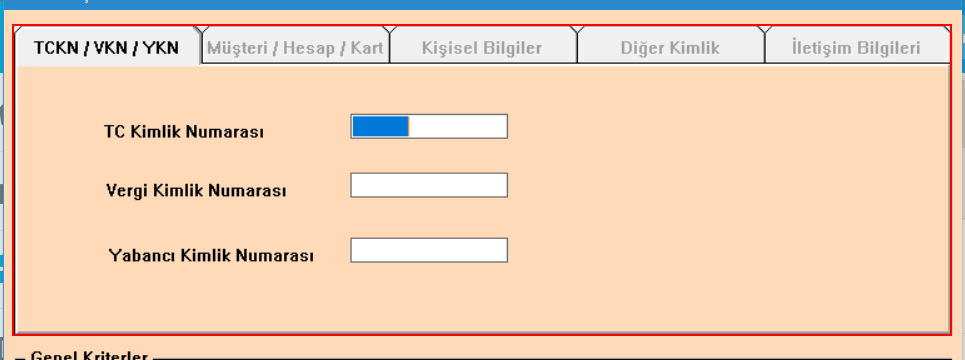 TCKN / VKN / YKN Müşteri / Hesap / Kart Kişisel Bilgiler Diğer Kimlik İletişim Bilgileri
TC Kimlik Numarası
Vergi Kimlik Numarası
Yabancı Kimlik Numarası
Genel Kriterler